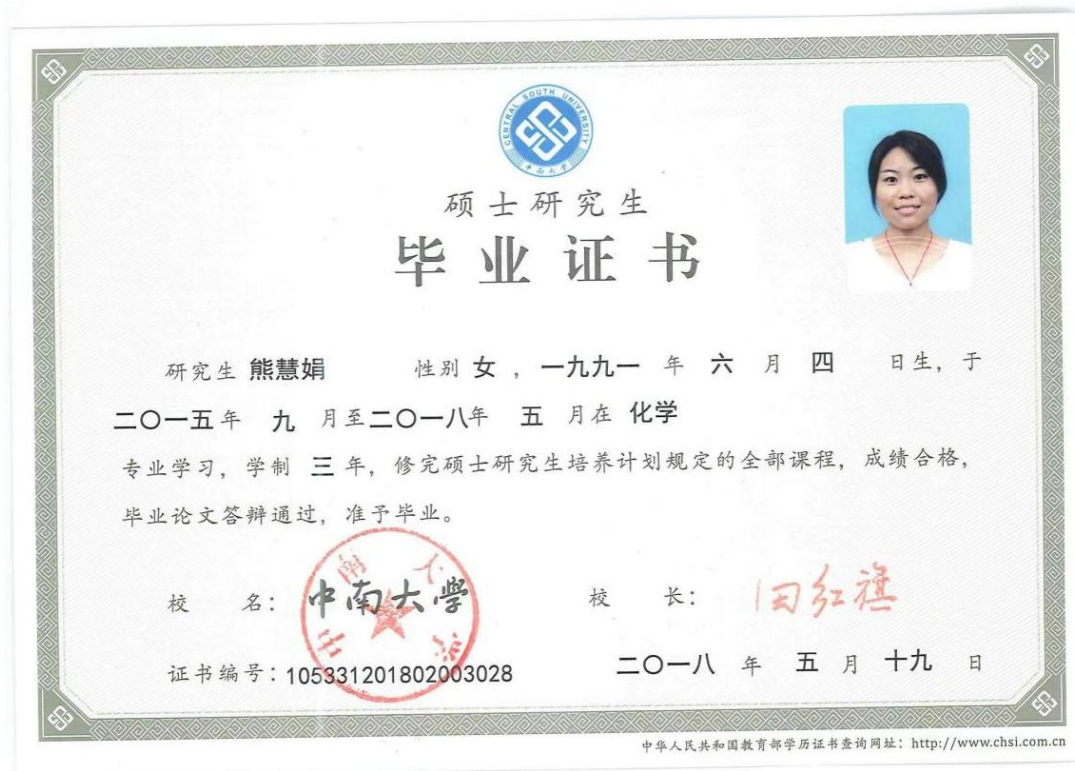 CENTRAL SOUTH UNIVERSITY
中南大学
硕士研究生
毕业证书
研究生 熊慧娟 性别 女 , 一九九一 年 六 月 四 日生, 于
二〇一五年 九 月至二〇一八年 五 月在 化学
专业学习, 学制 三 年, 修完硕士研究生培养计划规定的全部课程, 成绩合格,
毕业论文答辩通过, 准予毕业。
校 名: 中南大學
校 长: 田红旗
证书编号: 105331201802003028
二〇一八 年 五 月 十九 日
中华人民共和国教育部学历证书查询网址: http://www.chsi.com.cn